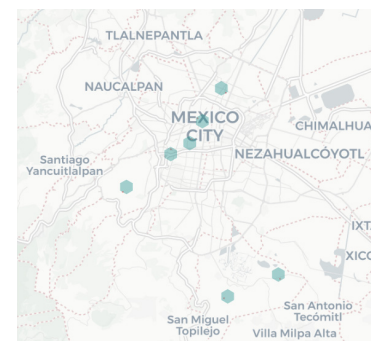 TLALNEPANTLA
NAUCALPAN
MEXICO
CITY
CHIMALHUA
NEZAHUALCÓYOTL
Santiago
Yancuitlalpan
IXT
XICO
San Antonio
Tecómitl
San Miguel
Topilejo
Villa Milpa Alta